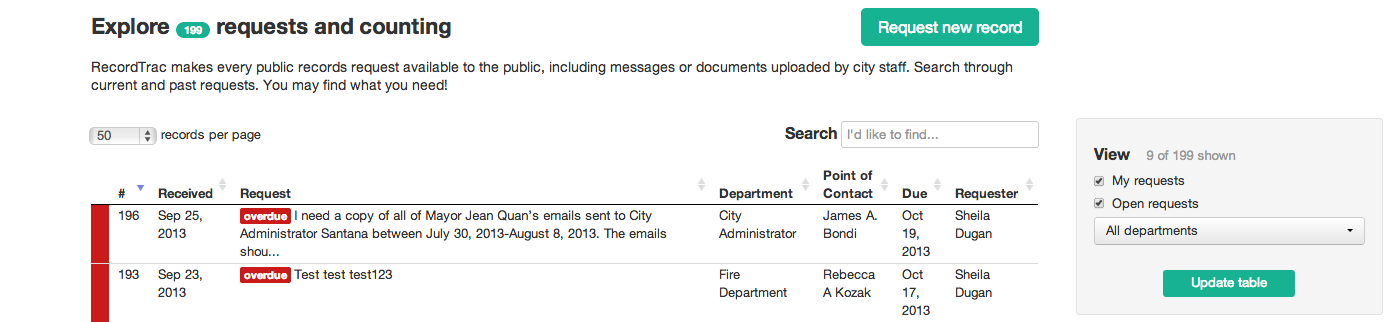 Explore 199 requests and counting
Request new record
RecordTrac makes every public records request available to the public, including messages or documents uploaded by city staff. Search through
current and past requests. You may find what you need!
50 records per page
Search I'd like to find...
# Received Request Department Point of Contact Due Requester
196 Sep 25, 2013 overdue I need a copy of all of Mayor Jean Quan's emails sent to City Administrator Santana between July 30, 2013-August 8, 2013. The emails shou... City Administrator James A. Bondi Oct 19, 2013 Sheila Dugan
193 Sep 23, 2013 overdue Test test test123 Fire Department Rebecca A Kozak Oct 17, 2013 Sheila Dugan
View 9 of 199 shown
My requests
Open requests
All departments
Update table